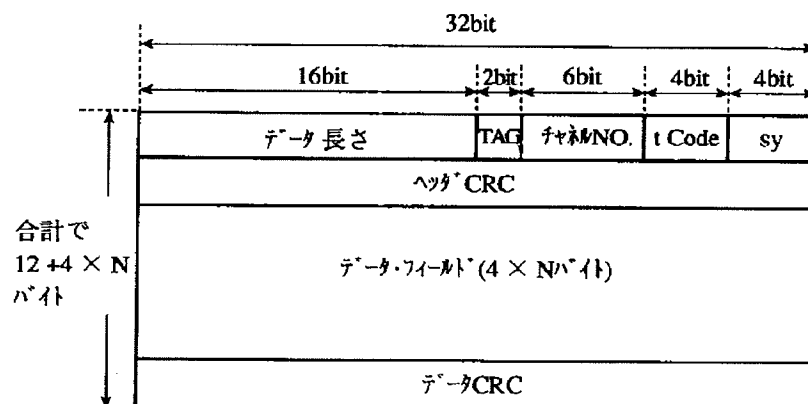 32bit
16bit 2bit 6bit 4bit 4bit
ﾃﾞｰﾀ 長さ TAG ﾁｬﾈﾙNO. t Code sy
ﾍｯﾀﾞCRC
合計で
12 +4 × N
ﾊﾞｲﾄ
ﾃﾞｰﾀ･ﾌｨｰﾙﾄﾞ(4 × Nﾊﾞｲﾄ)
ﾃﾞｰﾀCRC